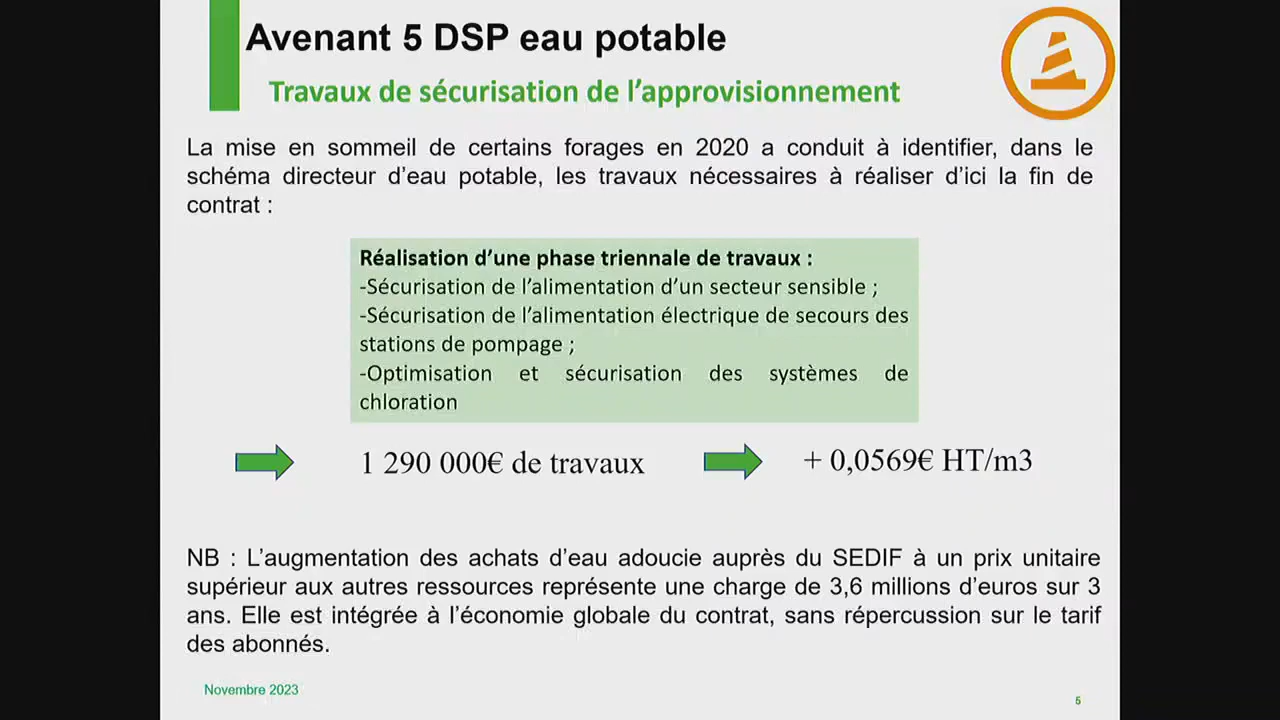 Avenant 5 DSP eau potable
Travaux de sécurisation de l’approvisionnement
La mise en sommeil de certains forages en 2020 a conduit à identifier, dans le
schéma directeur d’eau potable, les travaux nécessaires à réaliser d’ici la fin de
contrat :
Réalisation d’une phase triennale de travaux :
-Sécurisation de l’alimentation d’un secteur sensible ;
-Sécurisation de l’alimentation électrique de secours des
stations de pompage ;
-Optimisation et sécurisation des systèmes de
chloration
1 290 000€ de travaux
+ 0,0569€ HT/m3
NB : L’augmentation des achats d’eau adoucie auprès du SEDIF à un prix unitaire
supérieur aux autres ressources représente une charge de 3,6 millions d’euros sur 3
ans. Elle est intégrée à l’économie globale du contrat, sans répercussion sur le tarif
des abonnés.
Novembre 2023
5